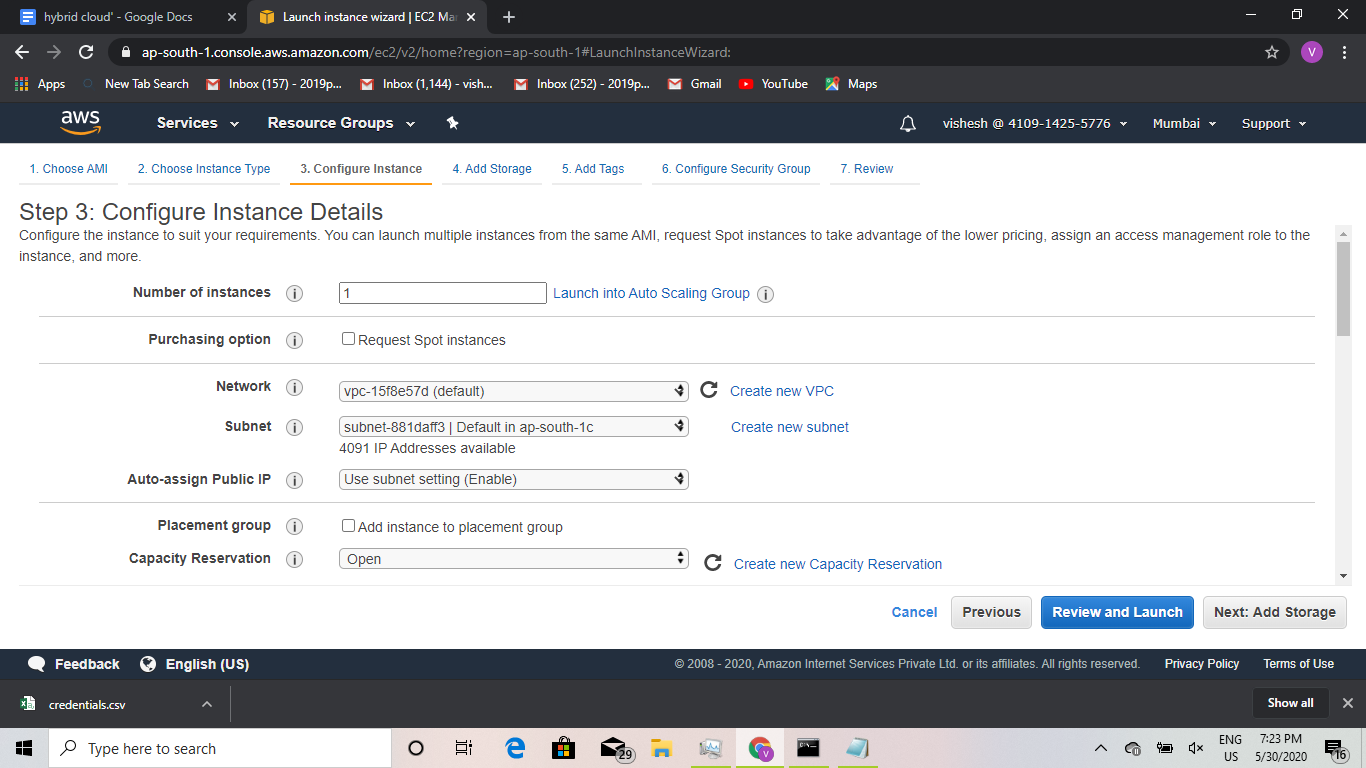 hybrid cloud' - Google Docs
Launch instance wizard | EC2 Ma
ap-south-1.console.aws.amazon.com/ec2/v2/home?region=ap-south-1#LaunchInstanceWizard:
V
Apps New Tab Search Inbox (157) - 2019p... Inbox (1,144) - vish... Inbox (252) - 2019p... Gmail YouTube Maps
aws Services Resource Groups vishesh @ 4109-1425-5776 Mumbai Support
1. Choose AMI 2. Choose Instance Type 3. Configure Instance 4. Add Storage 5. Add Tags 6. Configure Security Group 7. Review
Step 3: Configure Instance Details
Configure the instance to suit your requirements. You can launch multiple instances from the same AMI, request Spot instances to take advantage of the lower pricing, assign an access management role to the
instance, and more.
Number of instances i 1 Launch into Auto Scaling Group i
Purchasing option i Request Spot instances
Network i vpc-15f8e57d (default) Create new VPC
Subnet i subnet-881daff3 | Default in ap-south-1c Create new subnet
4091 IP Addresses available
Auto-assign Public IP i Use subnet setting (Enable)
Placement group i Add instance to placement group
Capacity Reservation i Open Create new Capacity Reservation
Cancel Previous Review and Launch Next: Add Storage
Feedback English (US) © 2008 - 2020, Amazon Internet Services Private Ltd. or its affiliates. All rights reserved. Privacy Policy Terms of Use
credentials.csv Show all
Type here to search 29 V ENG 7:23 PM
US 5/30/2020 16